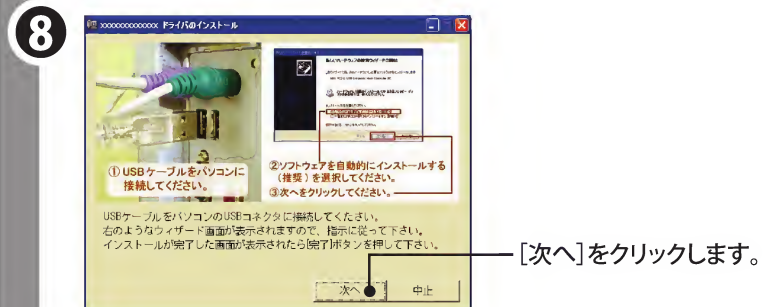 8
xxxxxxxxxxxxx ドライバのインストール
① USB ケーブルをパソコンに
接続してください。
②ソフトウェアを自動的にインストールする
(推奨)を選択してください。
③次へをクリックしてください。
USBケーブルをパソコンのUSBコネクタに接続してください。
右のようなウィザード画面が表示されますので、指示に従って下さい。
インストールが完了した画面が表示されたら[完了]ボタンを押して下さい。
次へ
中止
[次へ]をクリックします。